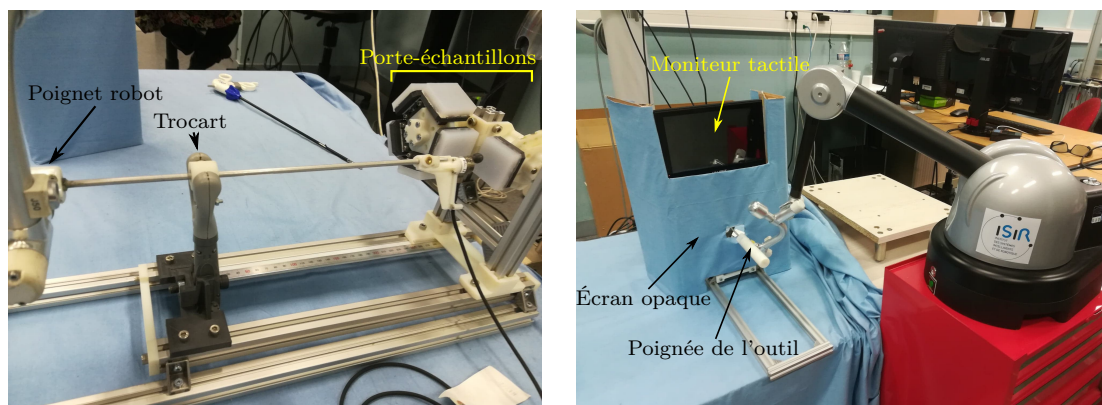 Porte-échantillons
Poignet robot
Trocart
Moniteur tactile
ISIR
Écran opaque
Poignée de l'outil